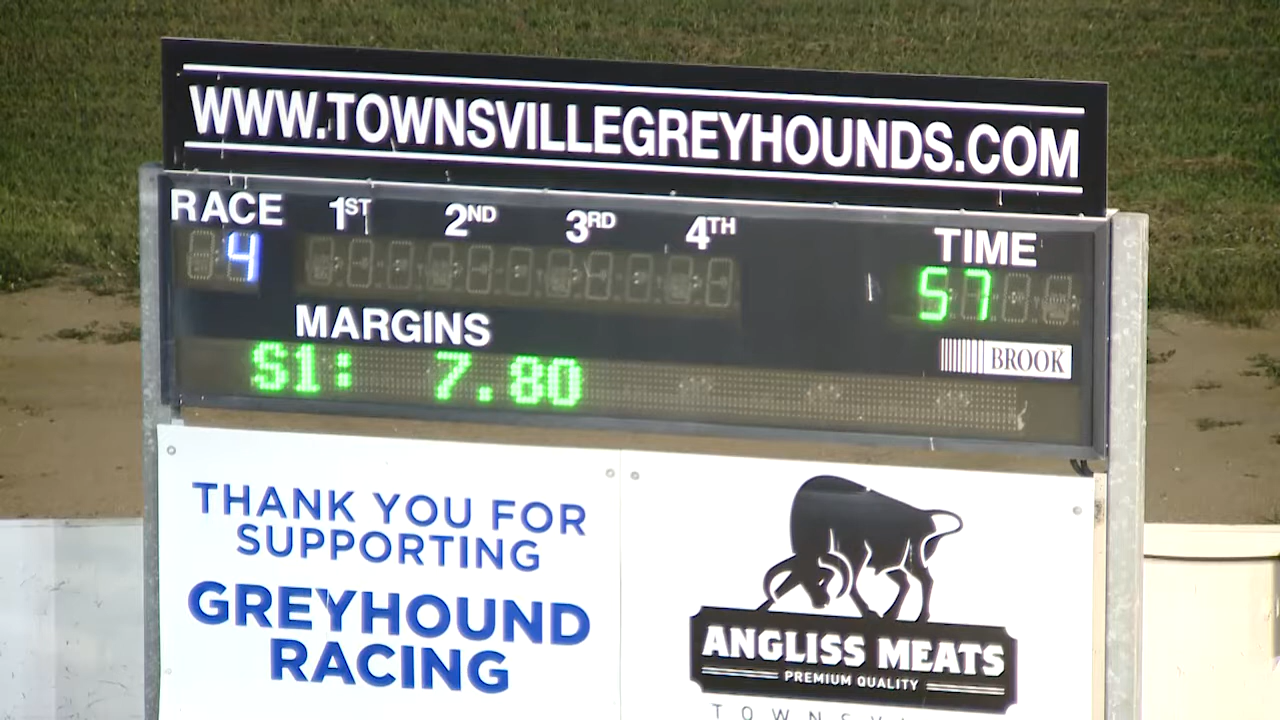 WWW.TOWNSVILLEGREYHOUNDS.COM
RACE 1ST 2ND 3RD 4TH TIME
4 57
MARGINS
BROOK
S1: 7.80
THANK YOU FOR
SUPPORTING
GREYHOUND
RACING
ANGLISS MEATS
PREMIUM QUALITY